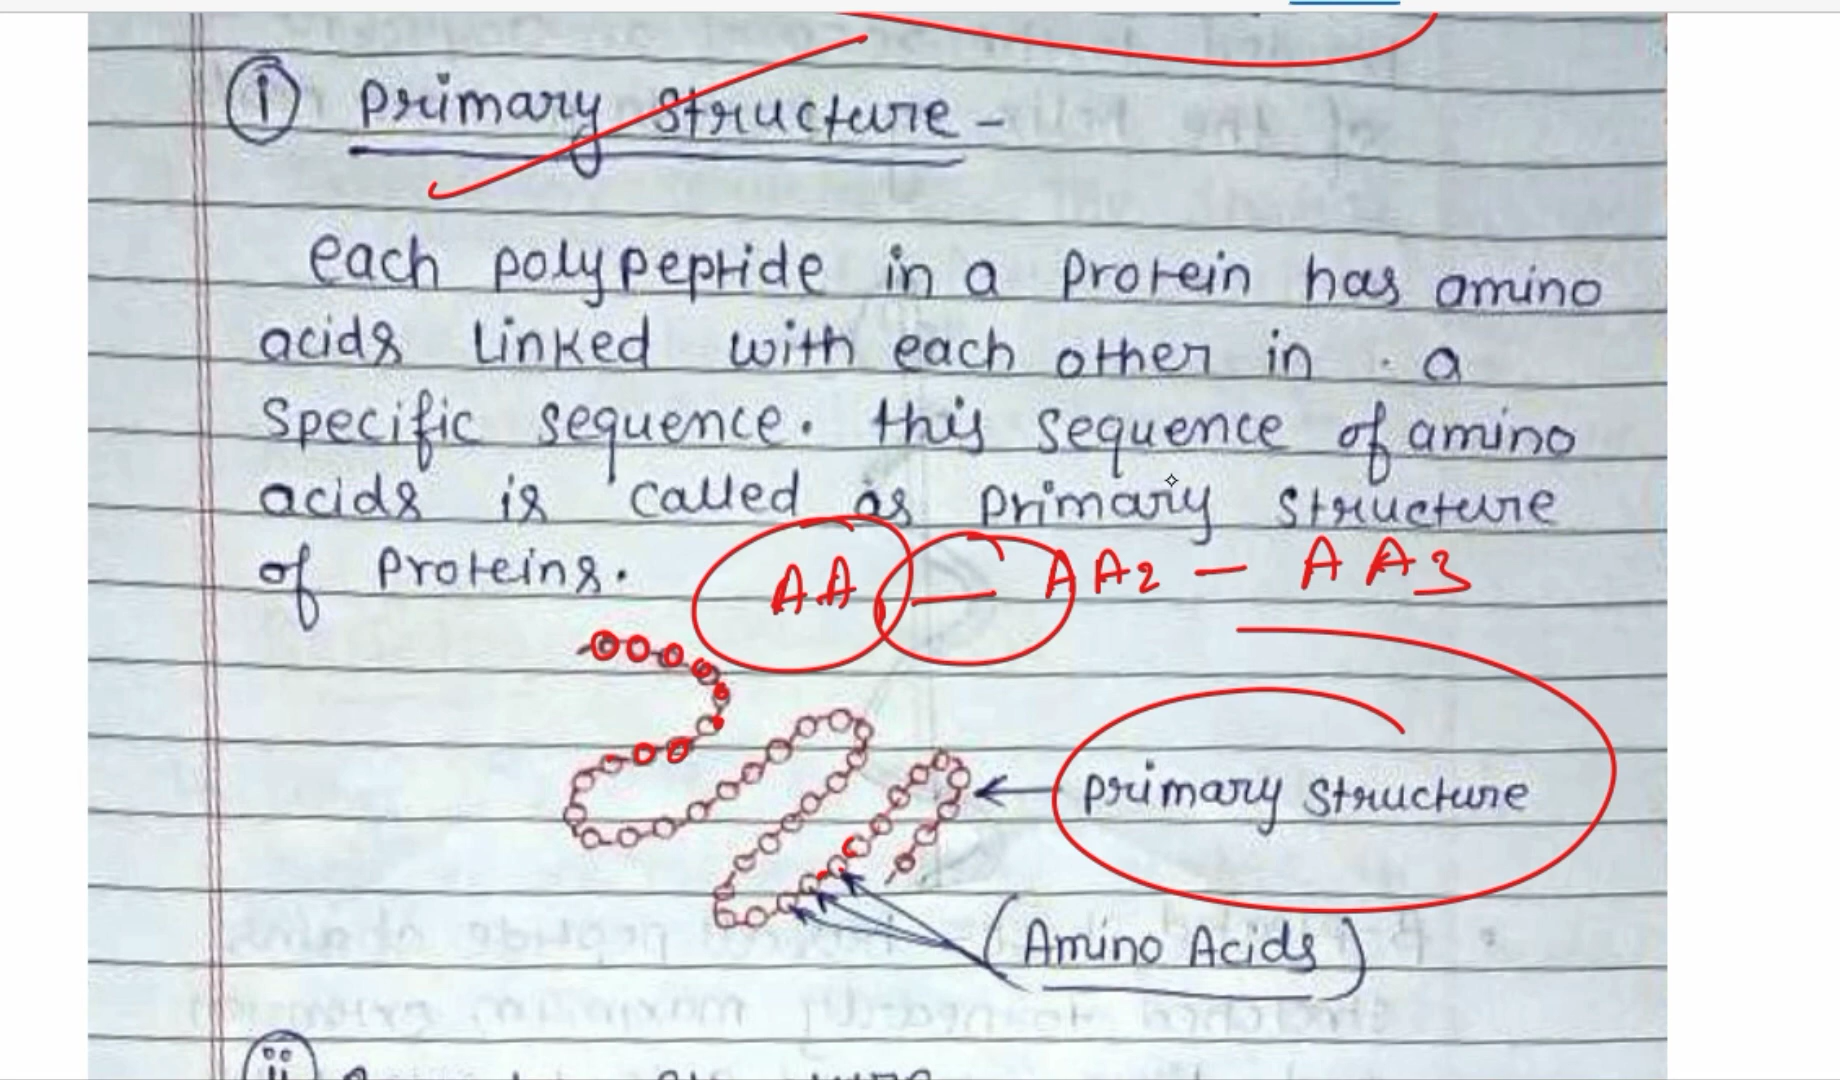 i Primary Structure -
each polypeptide in a Protein has amino
acids Linked with each other in a
Specific sequence. this sequence of amino
acids is called as primary structure
of Proteins.
AA — AA2 — AA3
primary structure
(Amino Acids)
ii